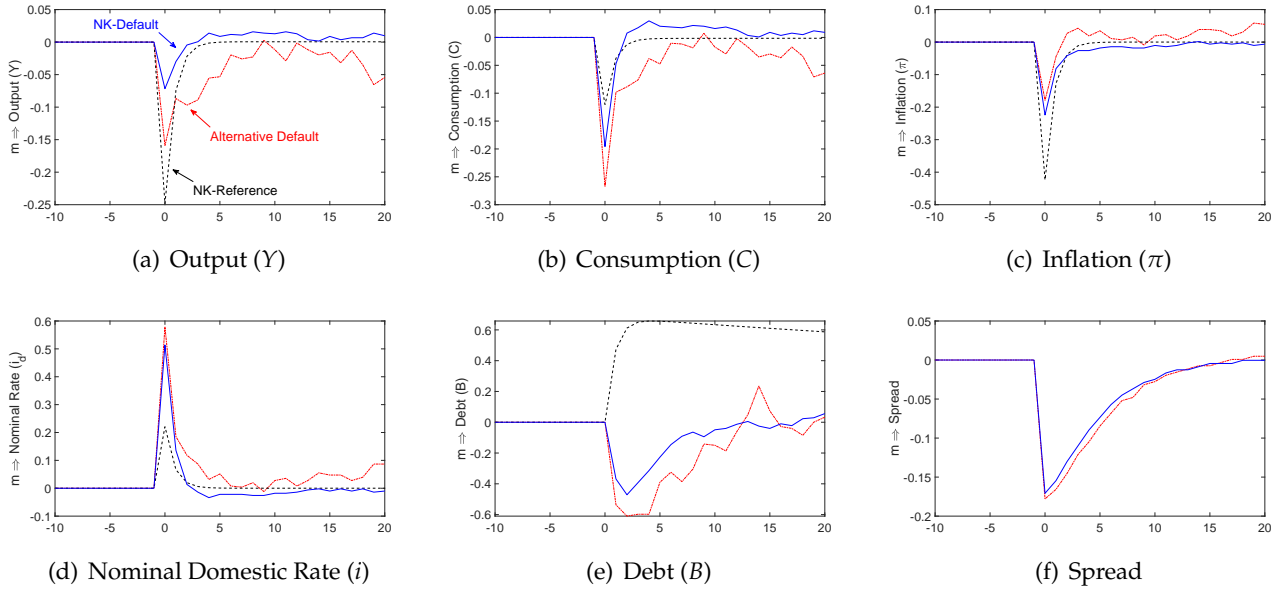 0.05
0
-0.05
-0.1
-0.15
-0.2
-0.25
m ⇒ Output (Y)
NK-Default
Alternative Default
NK-Reference
-10 -5 0 5 10 15 20
(a) Output (Y)
0.05
0
-0.05
-0.1
-0.15
-0.2
-0.25
-0.3
m ⇒ Consumption (C)
-10 -5 0 5 10 15 20
(b) Consumption (C)
0.1
0
-0.1
-0.2
-0.3
-0.4
-0.5
m ⇒ Inflation (π)
-10 -5 0 5 10 15 20
(c) Inflation (π)
0.6
0.5
0.4
0.3
0.2
0.1
0
-0.1
m ⇒ Nominal Rate (i_d)
-10 -5 0 5 10 15 20
(d) Nominal Domestic Rate (i)
0.6
0.4
0.2
0
-0.2
-0.4
-0.6
m ⇒ Debt (B)
-10 -5 0 5 10 15 20
(e) Debt (B)
0.05
0
-0.05
-0.1
-0.15
-0.2
m ⇒ Spread
-10 -5 0 5 10 15 20
(f) Spread